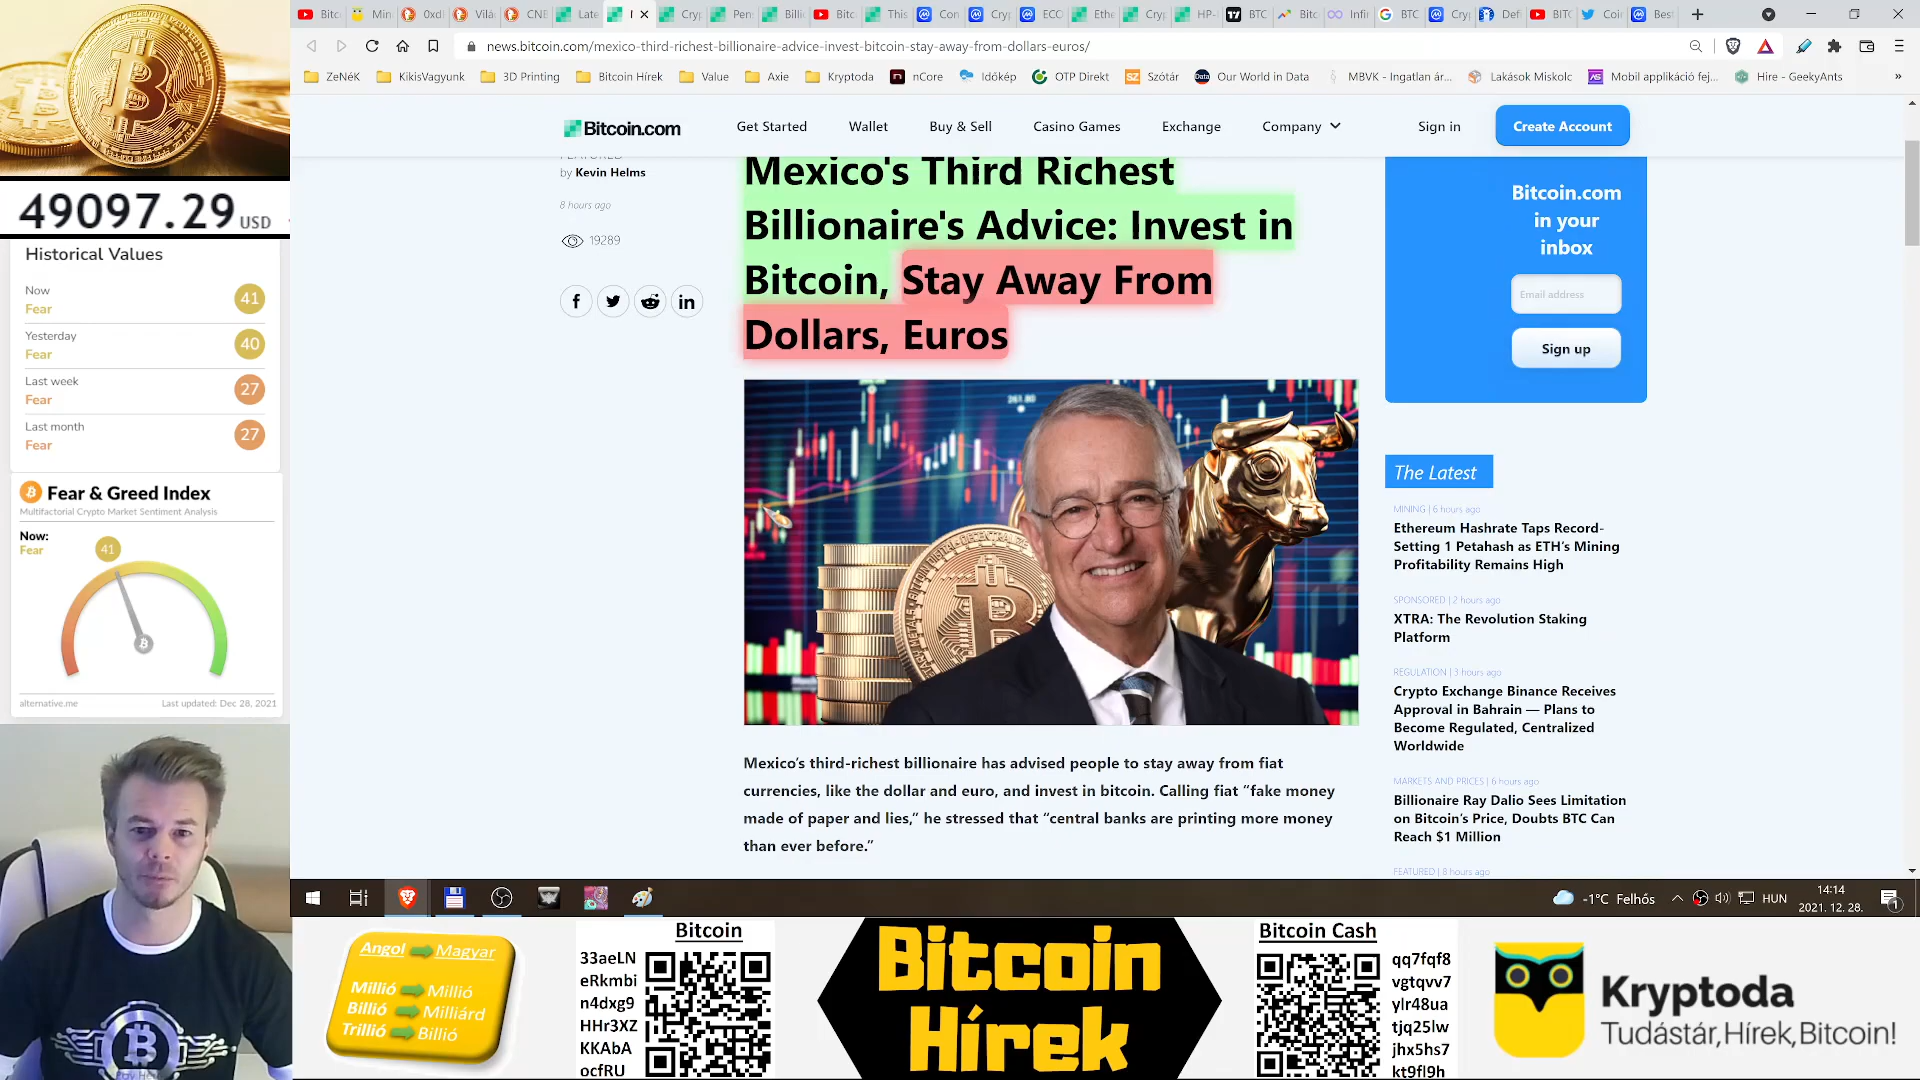 49097.29 USD
Historical Values
Now
Fear
41
Yesterday
Fear
40
Last week
Fear
27
Last month
Fear
27
Fear & Greed Index
Multifactorial Crypto Market Sentiment Analysis
Now:
Fear
41
alternative.me
Last updated: Dec 28, 2021
news.bitcoin.com/mexico-third-richest-billionaire-advice-invest-bitcoin-stay-away-from-dollars-euros/
ZeNéK
KikisVagyunk
3D Printing
Bitcoin Hírek
Value
Axie
Kryptoda
nCore
Időkép
OTP Direkt
Szótár
Our World in Data
MBVK - Ingatlan ár...
Lakások Miskolc
Mobil applikáció fej...
Hire - GeekyAnts
Bitcoin.com
Get Started
Wallet
Buy & Sell
Casino Games
Exchange
Company
Sign in
Create Account
by Kevin Helms
8 hours ago
19289
Mexico's Third Richest
Billionaire's Advice: Invest in
Bitcoin, Stay Away From
Dollars, Euros
261.80
Mexico's third-richest billionaire has advised people to stay away from fiat
currencies, like the dollar and euro, and invest in bitcoin. Calling fiat “fake money
made of paper and lies,” he stressed that “central banks are printing more money
than ever before.”
Bitcoin.com
in your
inbox
Email address
Sign up
The Latest
MINING | 6 hours ago
Ethereum Hashrate Taps Record-
Setting 1 Petahash as ETH's Mining
Profitability Remains High
SPONSORED | 2 hours ago
XTRA: The Revolution Staking
Platform
REGULATION | 3 hours ago
Crypto Exchange Binance Receives
Approval in Bahrain — Plans to
Become Regulated, Centralized
Worldwide
MARKETS AND PRICES | 6 hours ago
Billionaire Ray Dalio Sees Limitation
on Bitcoin's Price, Doubts BTC Can
Reach $1 Million
FEATURED | 8 hours ago
-1°C Felhős
HUN
14:14
2021. 12. 28.
1
Angol Magyar
Millió Millió
Billió Milliárd
Trillió Billió
Bitcoin
33aeLN
eRkmbi
n4dxg9
HHr3XZ
KKAbA
ocfRU
Bitcoin
Hírek
Bitcoin Cash
qq7fqf8
vgtqvv7
ylr48ua
tjq25lw
jhx5hs7
kt9fl9h
Kryptoda
Tudástár,Hírek,Bitcoin!